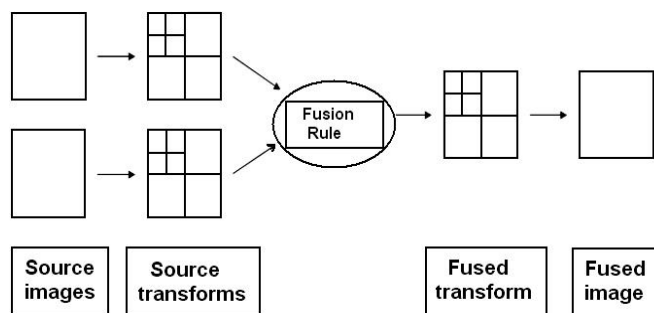 Fusion
Rule
Source
images
Source
transforms
Fused
transform
Fused
image